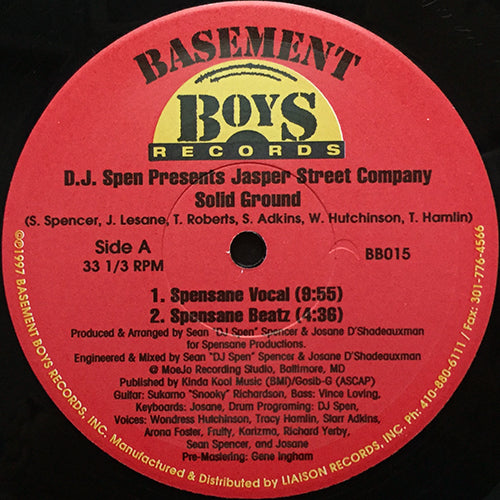 BASEMENT
BOYS
RECORDS
D.J. Spen Presents Jasper Street Company
Solid Ground
(S. Spencer, J. Lesane, T. Roberts, S. Adkins, W. Hutchinson, T. Hamlin)
Side A
33 1/3 RPM
BB015
1. Spensane Vocal (9:55)
2. Spensane Beatz (4:36)
Produced & Arranged by Sean "DJ Spen" Spencer & Josane D'Shadeauxman
for Spensane Productions.
Engineered & Mixed by Sean "DJ Spen" Spencer & Josane D'Shadeauxman
@ MoeJo Recording Studio, Baltimore, MD
Published by Kinda Kool Music (BMI)/Gosib-G (ASCAP)
Guitar: Sukarno "Snooky" Richardson, Bass: Vince Loving,
Keyboards: Josane, Drum Programing: DJ Spen,
Voices: Wondress Hutchinson, Tracy Hamlin, Starr Adkins,
Arona Foster, Fruity, Karizma, Richard Yerby,
Sean Spencer, and Josane
Pre-Mastering: Gene Ingham
©℗1997 BASEMENT BOYS RECORDS, INC. Manufactured & Distributed by LIAISON RECORDS, INC. Ph: 410-880-6111 / Fax: 301-776-4566